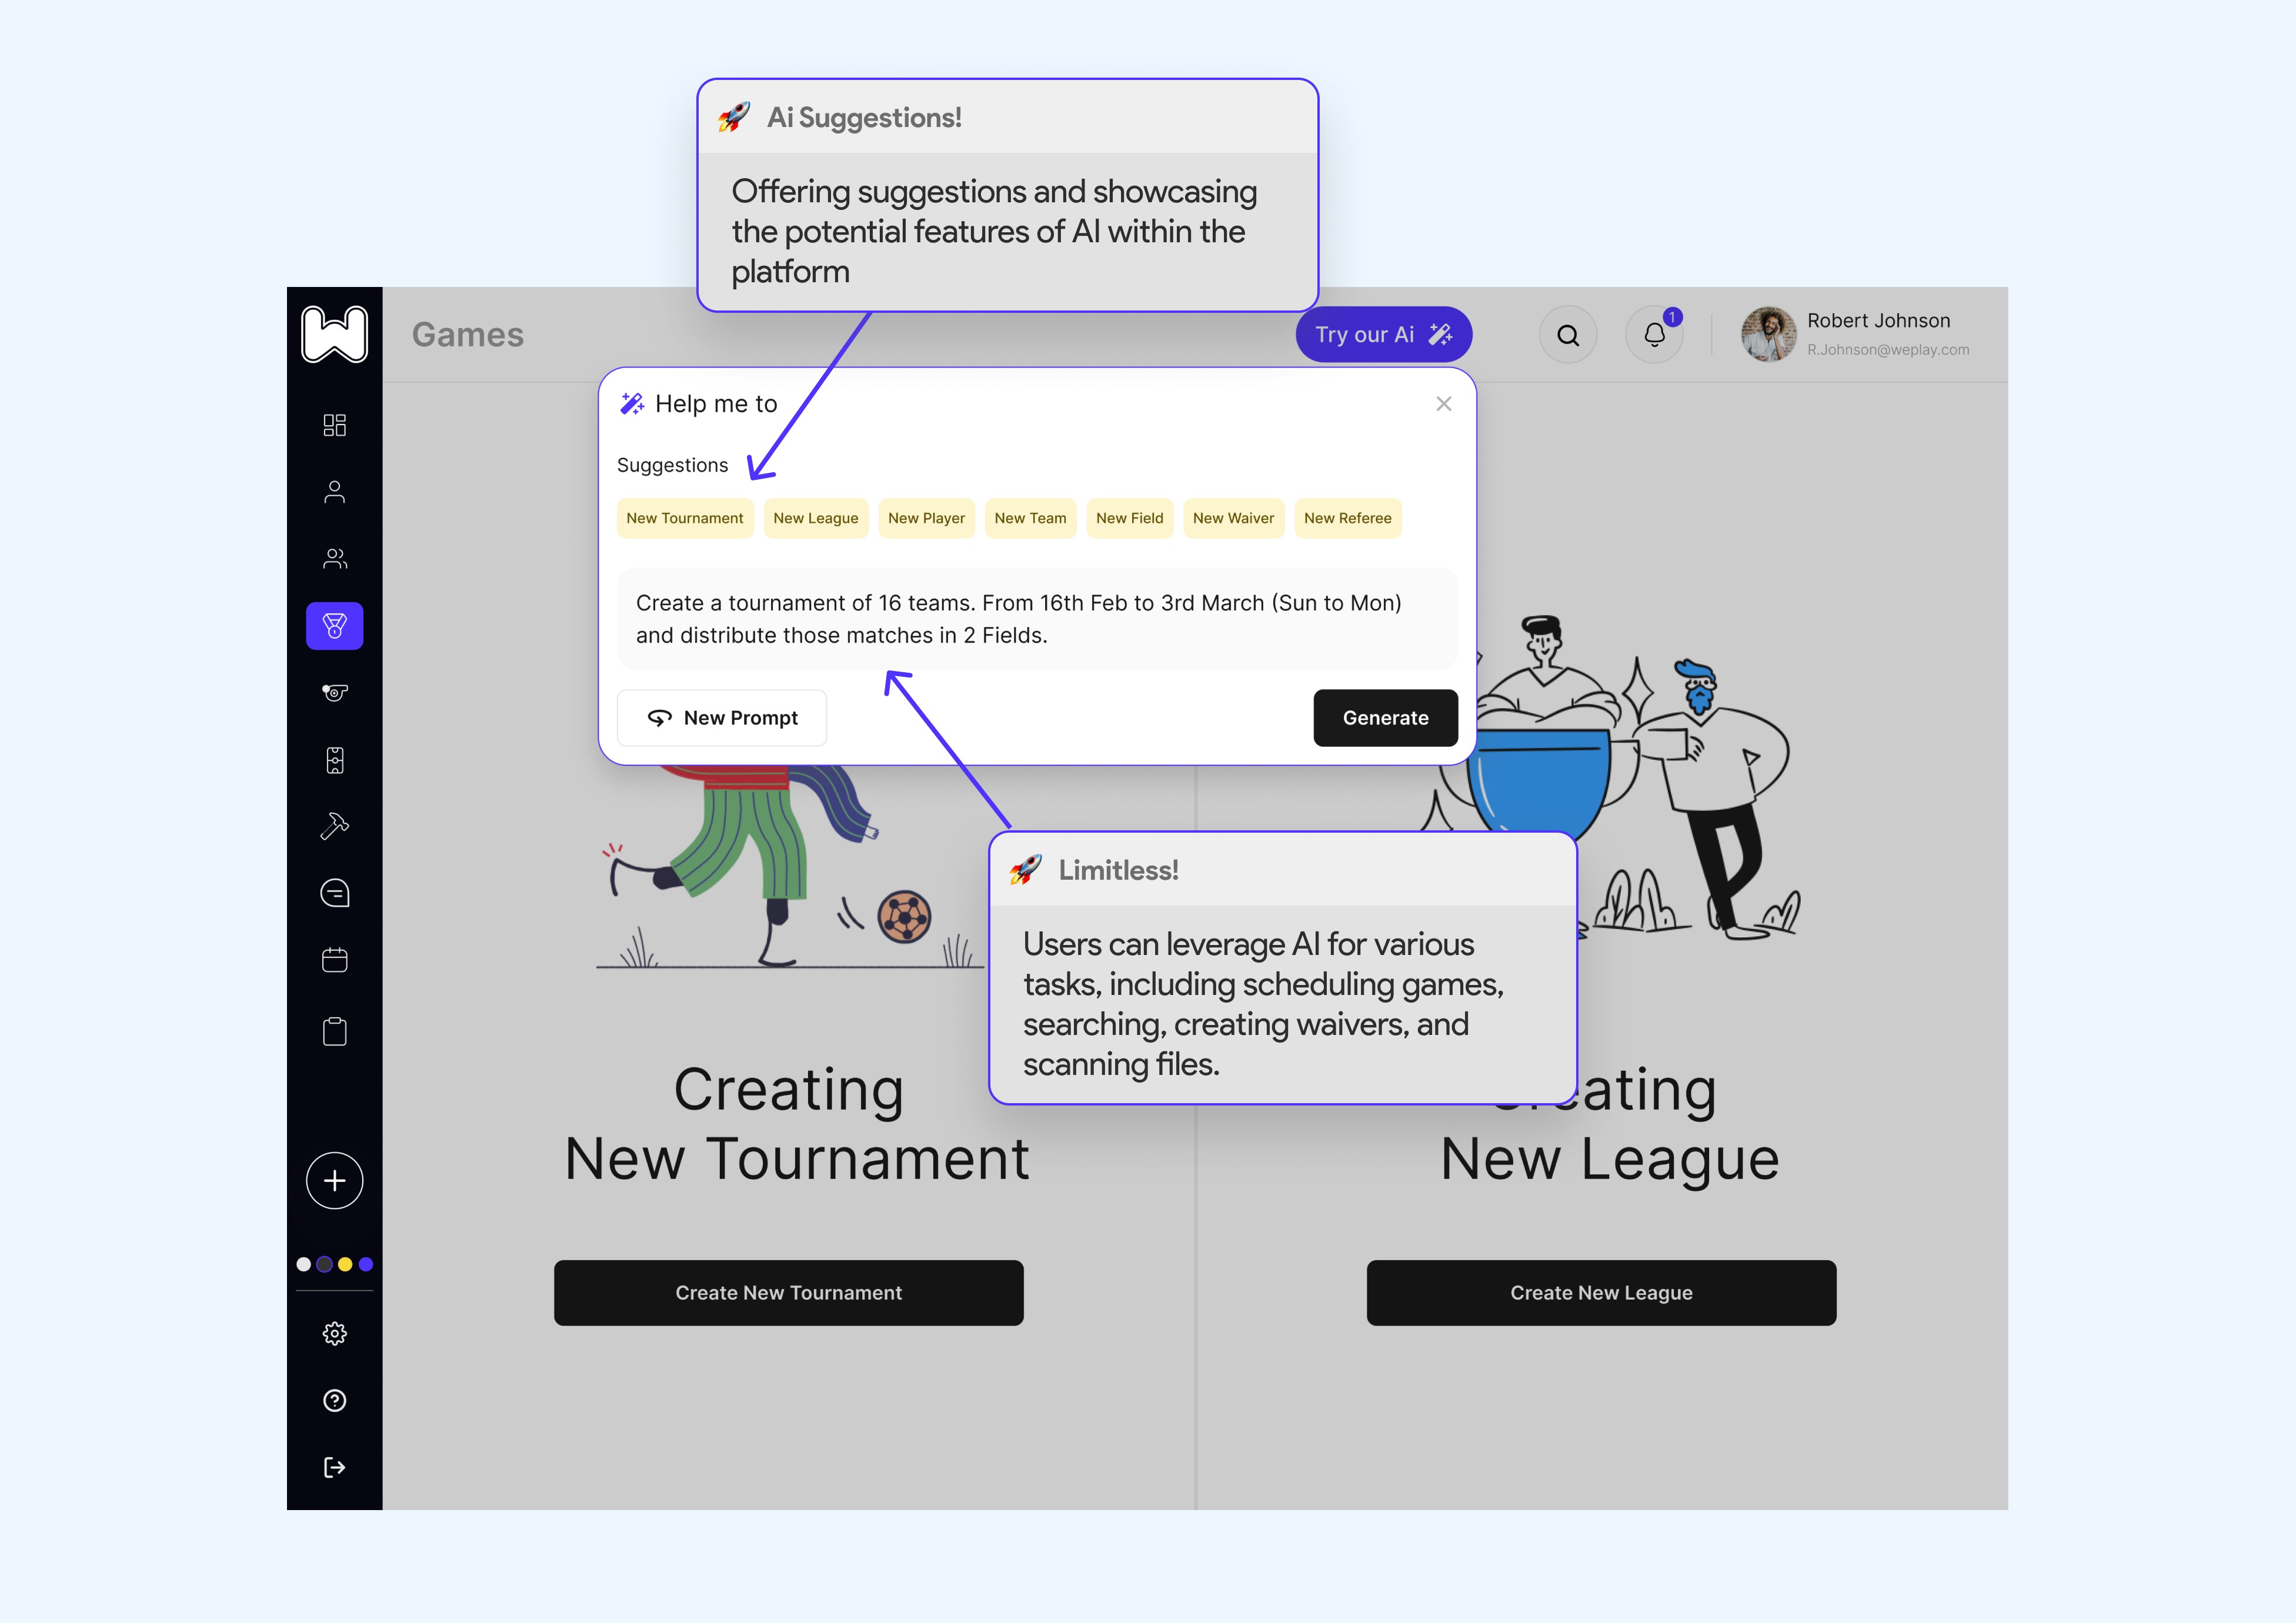 Ai Suggestions!
Offering suggestions and showcasing
the potential features of AI within the
platform
Games
Try our Ai
1
Robert Johnson
R.Johnson@weplay.com
Help me to
Suggestions
New Tournament
New League
New Player
New Team
New Field
New Waiver
New Referee
Create a tournament of 16 teams. From 16th Feb to 3rd March (Sun to Mon)
and distribute those matches in 2 Fields.
New Prompt
Generate
Limitless!
Users can leverage AI for various
tasks, including scheduling games,
searching, creating waivers, and
scanning files.
Creating
New Tournament
Creating
New League
Create New Tournament
Create New League